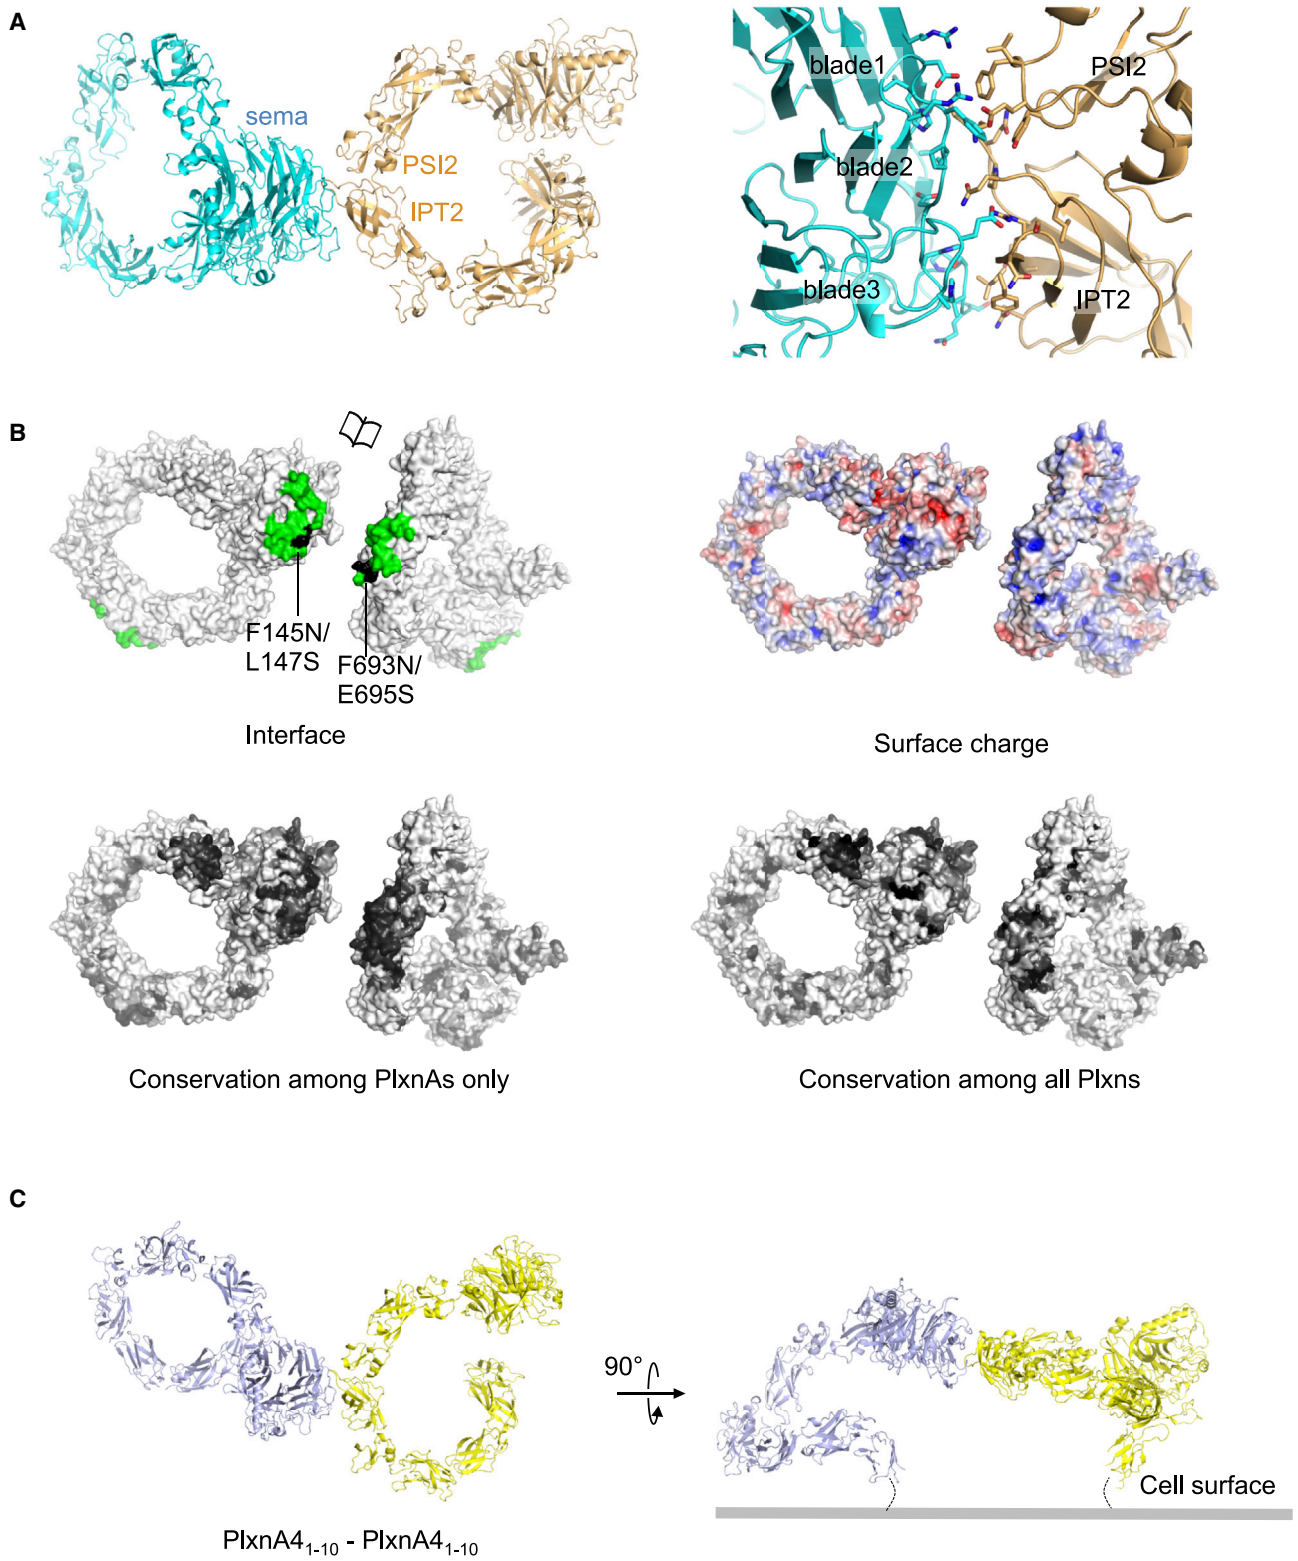 A
sema
PSI2
IPT2
blade1
PSI2
blade2
blade3
IPT2
B
F145N/
L147S
F693N/
E695S
Interface
Surface charge
Conservation among PlxnAs only
Conservation among all Plxns
C
90°
Cell surface
PlxnA4₁₋₁₀ - PlxnA4₁₋₁₀